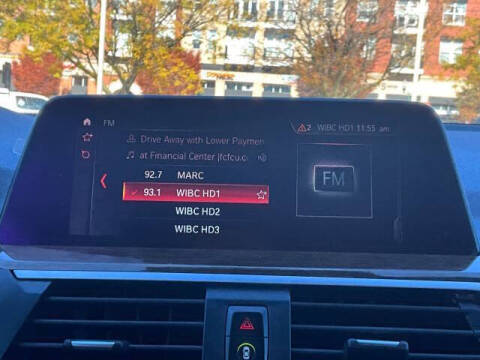 FM
2 WIBC HD1 11:55 am
Drive Away with Lower Paymen
at Financial Center |fcfcu.c
92.7 MARC
93.1 WIBC HD1
WIBC HD2
WIBC HD3
FM